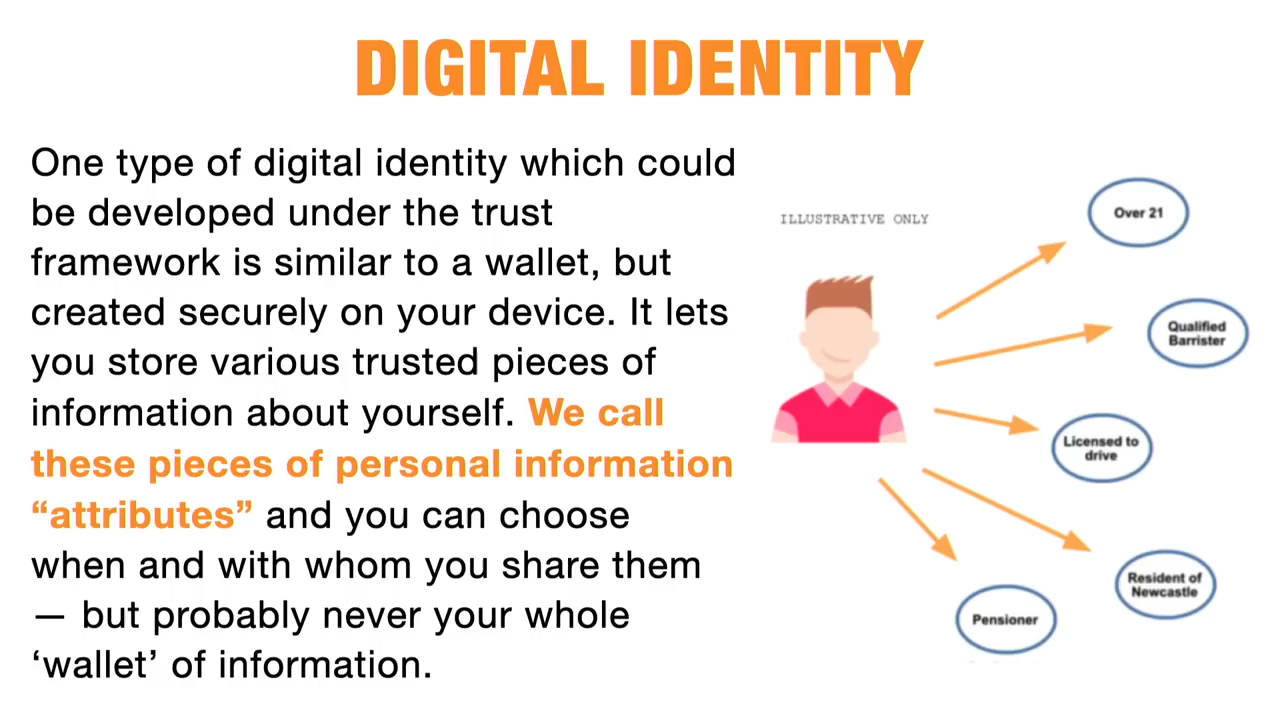 DIGITAL IDENTITY
One type of digital identity which could
be developed under the trust
framework is similar to a wallet, but
created securely on your device. It lets
you store various trusted pieces of
information about yourself. We call
these pieces of personal information
“attributes” and you can choose
when and with whom you share them
— but probably never your whole
‘wallet’ of information.
ILLUSTRATIVE ONLY
Over 21
Qualified
Barrister
Licensed to
drive
Resident of
Newcastle
Pensioner